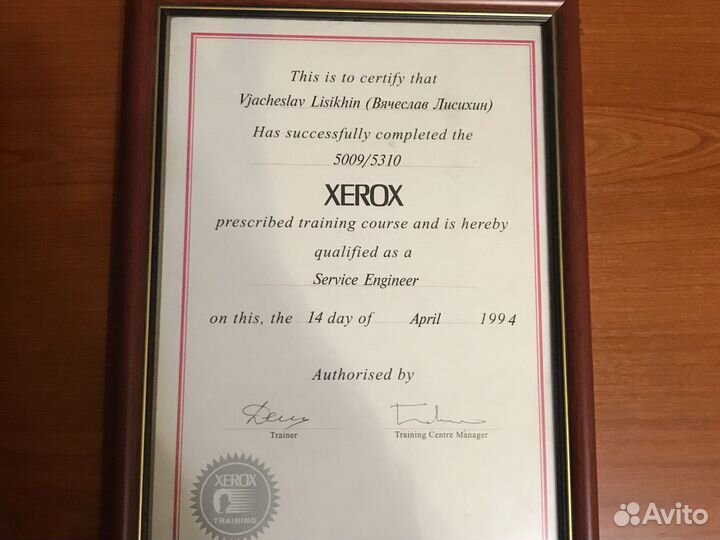 This is to certify that
Vjacheslav Lisikhin (Вячеслав Лисихин)
Has successfully completed the
5009/5310
XEROX
prescribed training course and is hereby
qualified as a
Service Engineer
on this, the 14 day of April 1994
Authorised by
Trainer
Training Centre Manager
XEROX
TRAINING
Avito